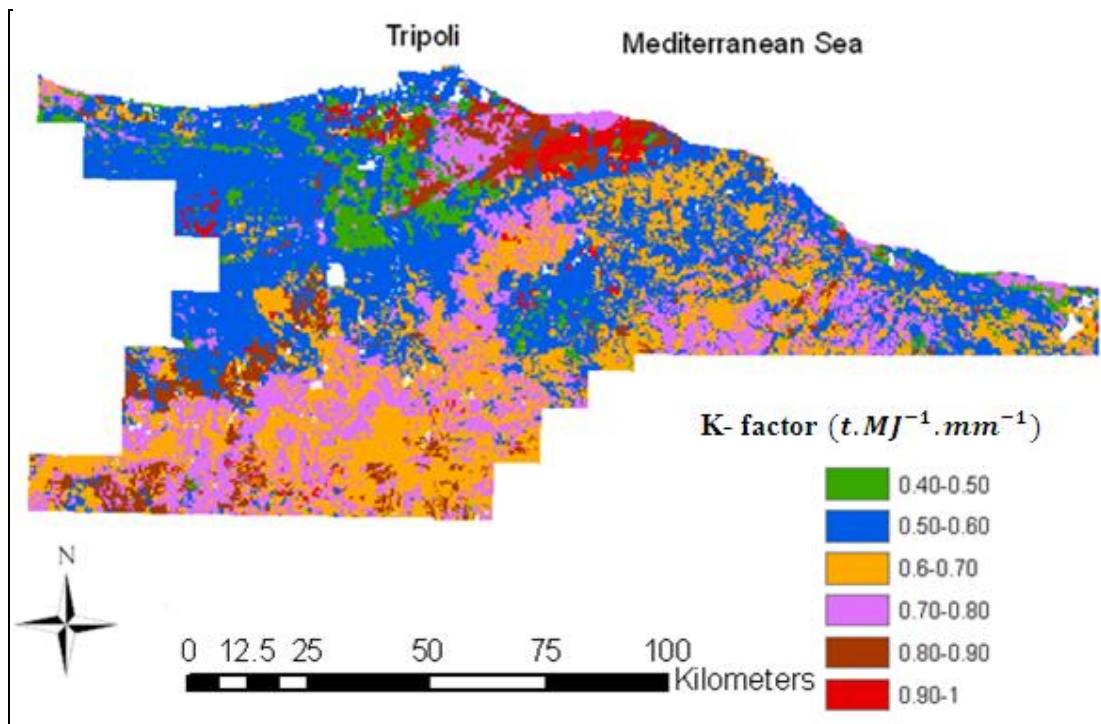 Tripoli
Mediterranean Sea
K- factor (t.MJ⁻¹.mm⁻¹)
0.40-0.50
0.50-0.60
0.6-0.70
0.70-0.80
0.80-0.90
0.90-1
N
0 12.5 25 50 75 100
Kilometers